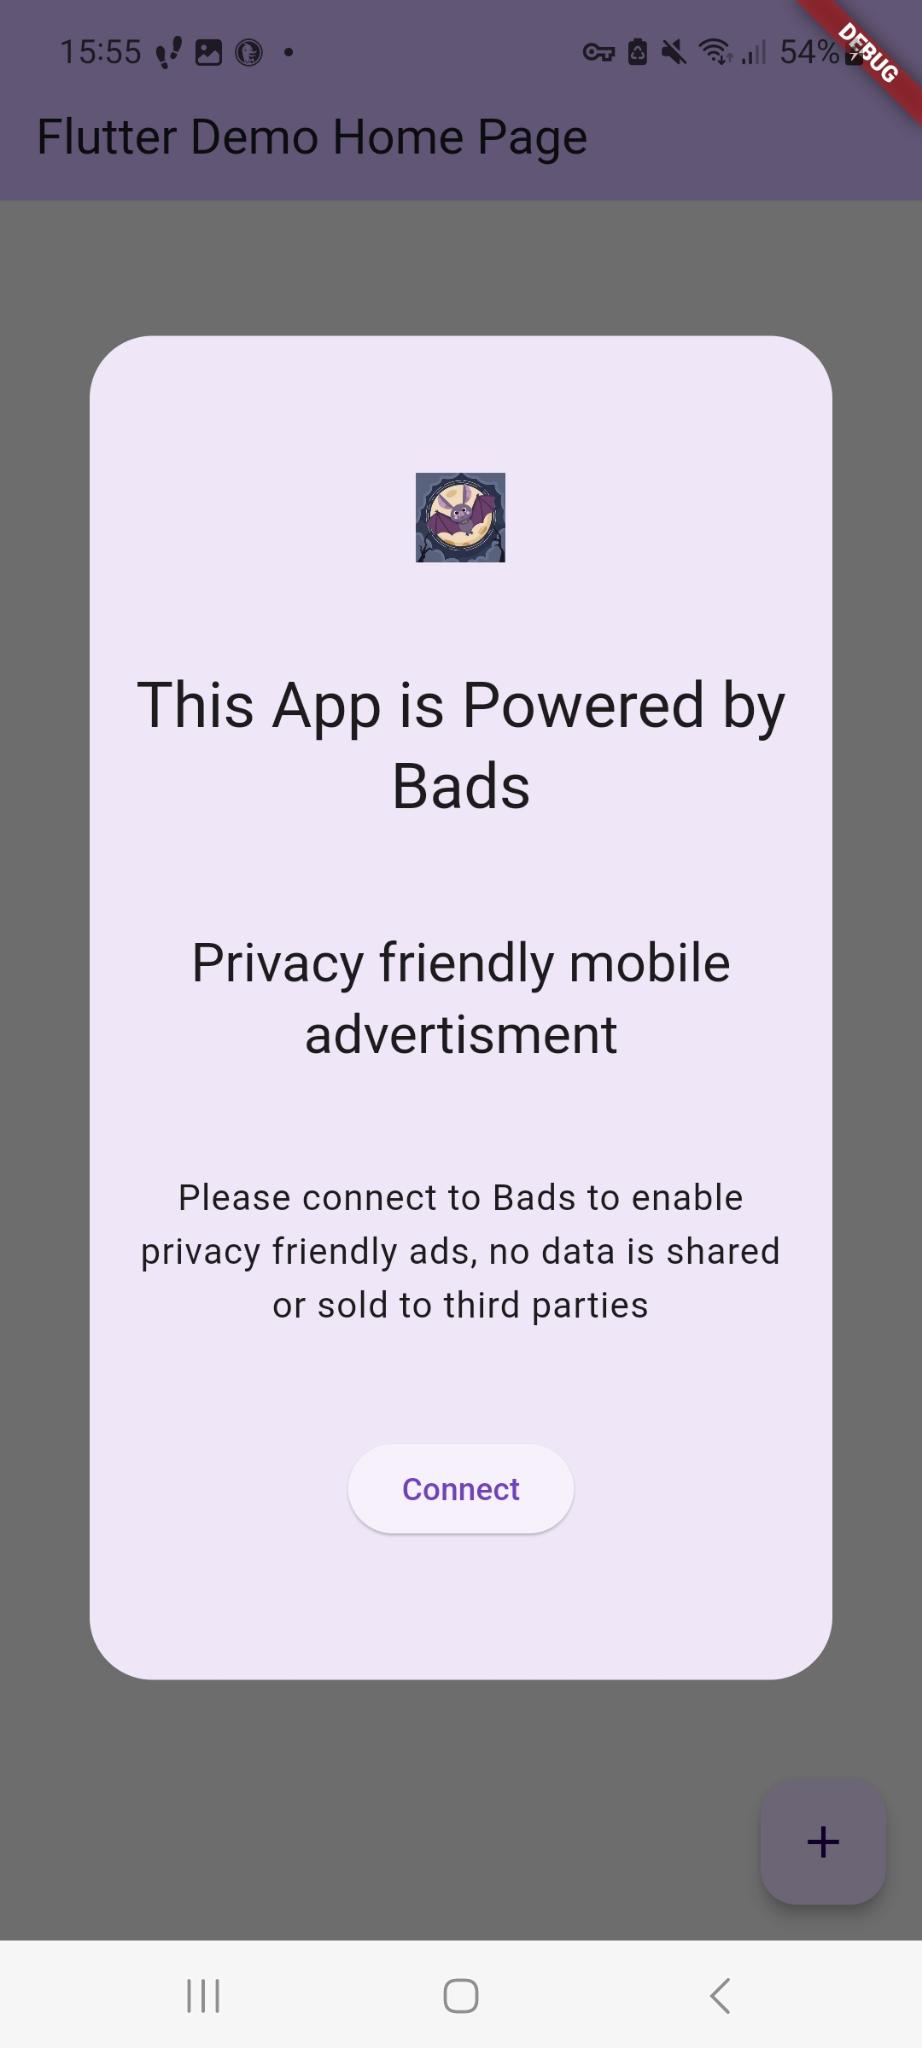 15:55
54%
DEBUG
Flutter Demo Home Page
This App is Powered by
Bads
Privacy friendly mobile
advertisment
Please connect to Bads to enable
privacy friendly ads, no data is shared
or sold to third parties
Connect